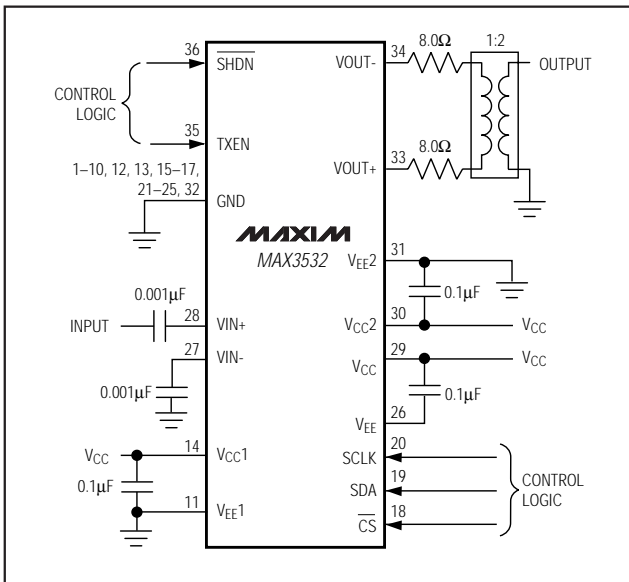 36
SHDN
CONTROL
LOGIC
35
TXEN
1–10, 12, 13, 15–17,
21–25, 32
GND
MAXIM
MAX3532
0.001µF
INPUT
28
VIN+
27
VIN-
0.001µF
VCC
14
VCC1
0.1µF
11
VEE1
VOUT-
34
8.0Ω
1:2
OUTPUT
VOUT+
33
8.0Ω
VEE2
31
0.1µF
VCC2
30
VCC
VCC
29
VCC
0.1µF
VEE
26
SCLK
20
SDA
19
CS
18
CONTROL
LOGIC